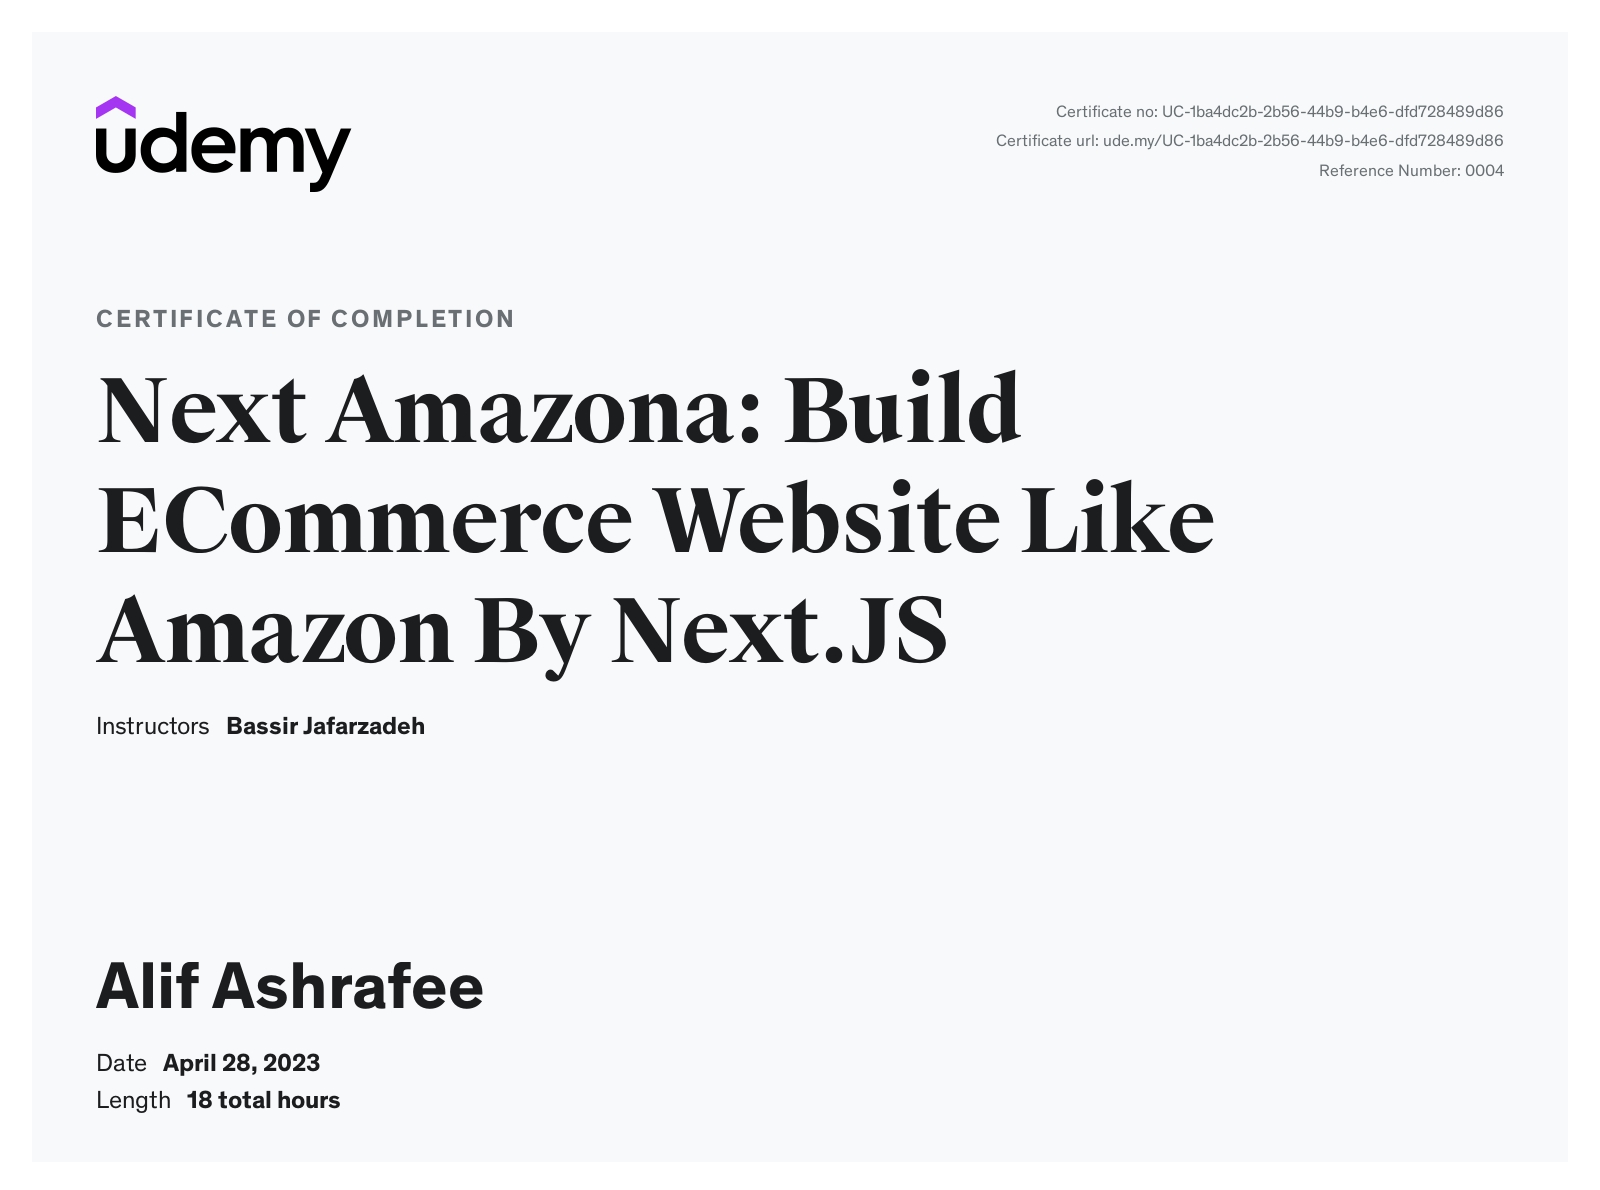 udemy
Certificate no: UC-1ba4dc2b-2b56-44b9-b4e6-dfd728489d86
Certificate url: ude.my/UC-1ba4dc2b-2b56-44b9-b4e6-dfd728489d86
Reference Number: 0004
CERTIFICATE OF COMPLETION
Next Amazona: Build
ECommerce Website Like
Amazon By Next.JS
Instructors Bassir Jafarzadeh
Alif Ashrafee
Date April 28, 2023
Length 18 total hours